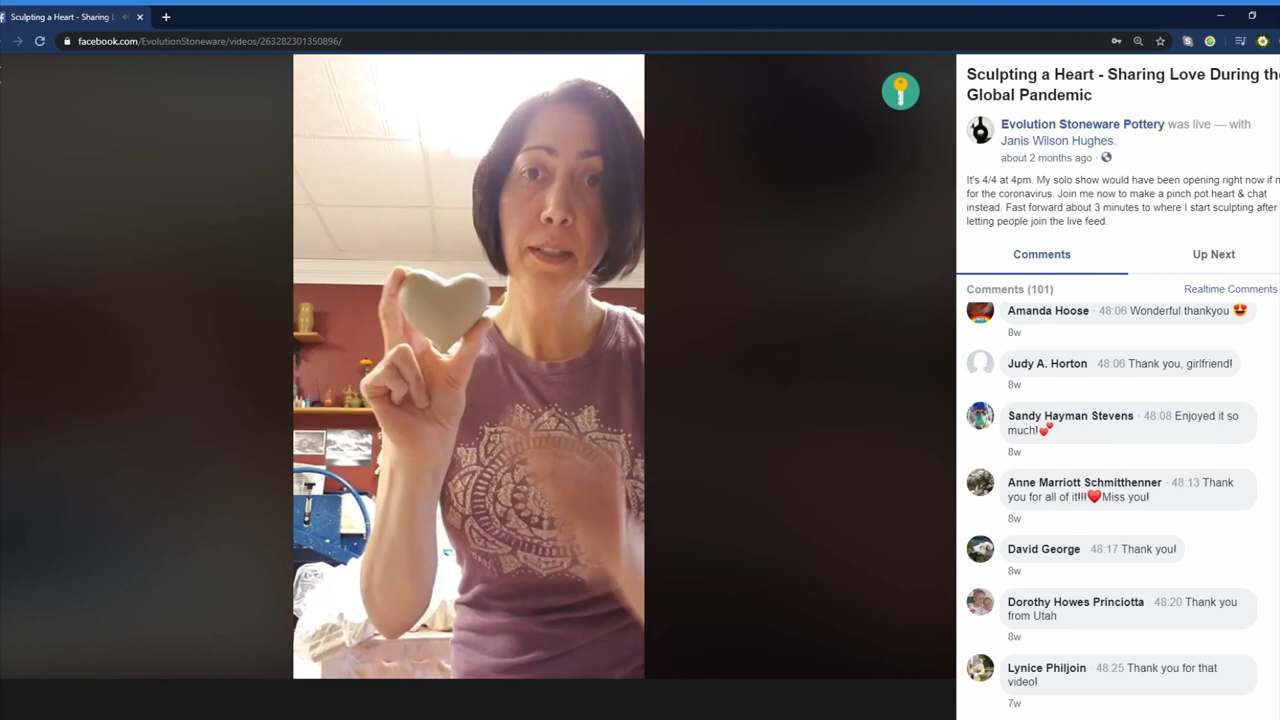 Sculpting a Heart - Sharing L
facebook.com/EvolutionStoneware/videos/263282301350896/
Sculpting a Heart - Sharing Love During the
Global Pandemic
Evolution Stoneware Pottery was live — with
Janis Wilson Hughes.
about 2 months ago
It's 4/4 at 4pm. My solo show would have been opening right now if n
for the coronavirus. Join me now to make a pinch pot heart & chat
instead. Fast forward about 3 minutes to where I start sculpting after
letting people join the live feed.
Comments Up Next
Comments (101) Realtime Comments
Amanda Hoose · 48:06 Wonderful thankyou 😍
8w
Judy A. Horton · 48:06 Thank you, girlfriend!
8w
Sandy Hayman Stevens · 48:08 Enjoyed it so
much!💕
8w
Anne Marriott Schmitthenner · 48:13 Thank
you for all of it!!!❤️Miss you!
8w
David George · 48:17 Thank you!
8w
Dorothy Howes Princiotta · 48:20 Thank you
from Utah
8w
Lynice Philjoin · 48:25 Thank you for that
video!
7w